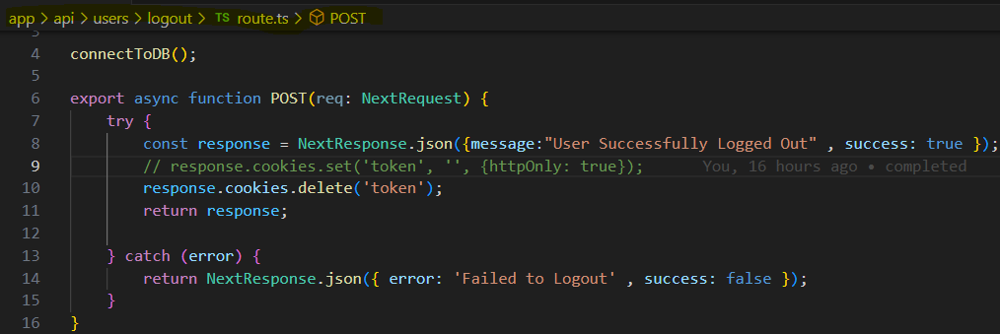 app > api > users > logout > TS route.ts > POST
3
4 connectToDB();
5
6 export async function POST(req: NextRequest) {
7 try {
8 const response = NextResponse.json({message:"User Successfully Logged Out" , success: true });
9 // response.cookies.set('token', '', {httpOnly: true}); You, 16 hours ago • completed
10 response.cookies.delete('token');
11 return response;
12
13 } catch (error) {
14 return NextResponse.json({ error: 'Failed to Logout' , success: false });
15 }
16 }